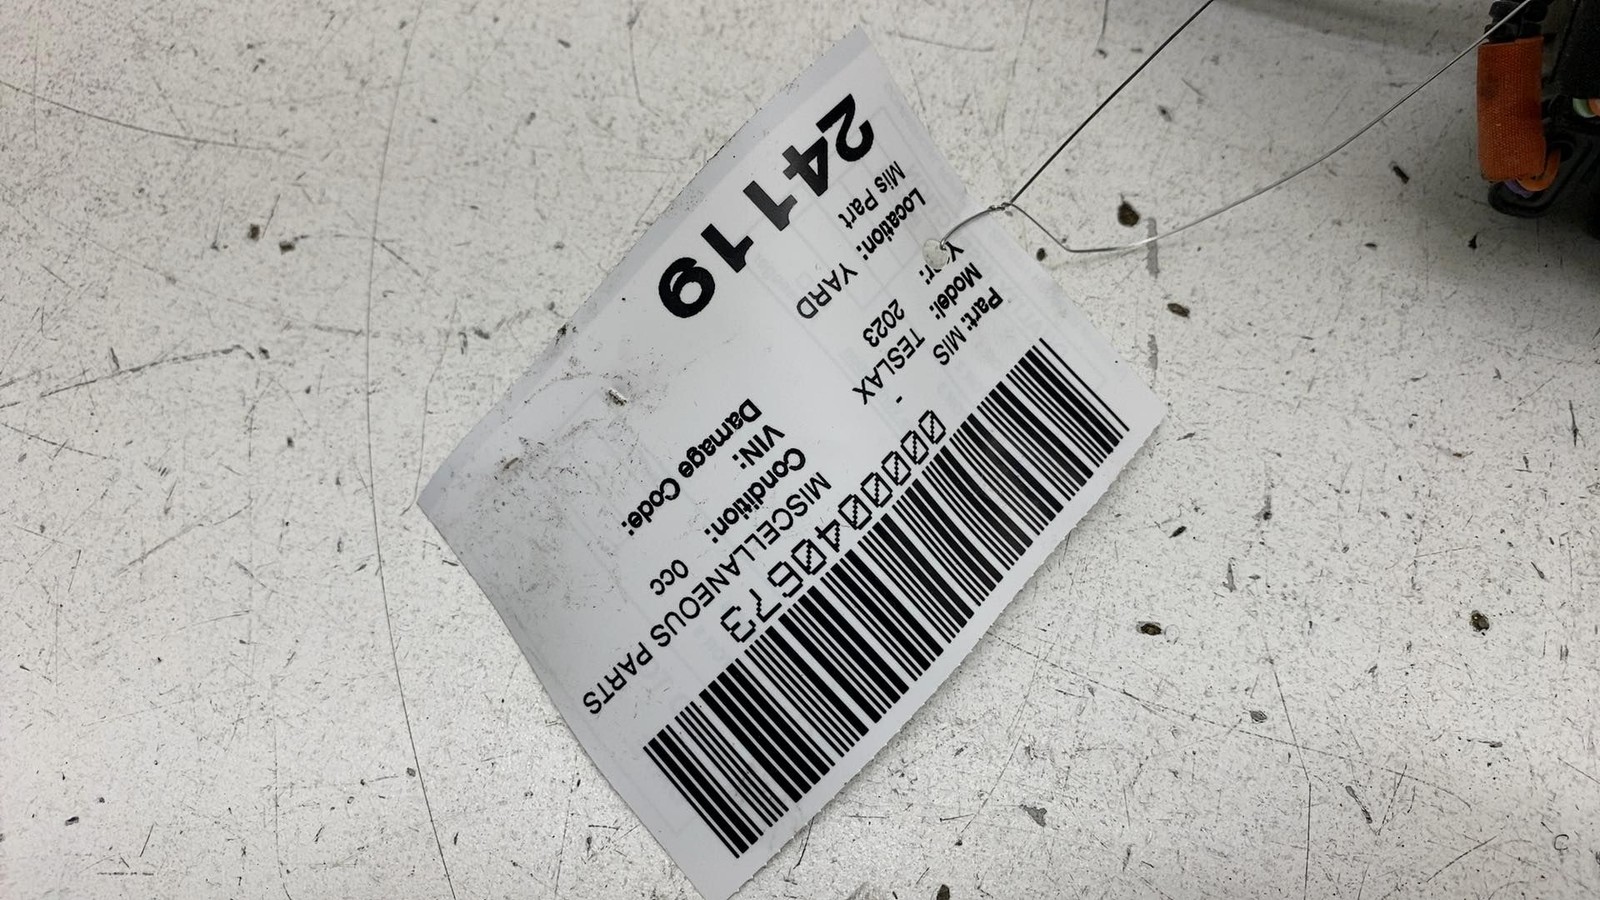 0000040673
Part: MIS - MISCELLANEOUS PARTS
Model: TESLAX Condition: occ
Year: 2023 VIN:
Location: YARD Damage Code:
Mis Part
24119